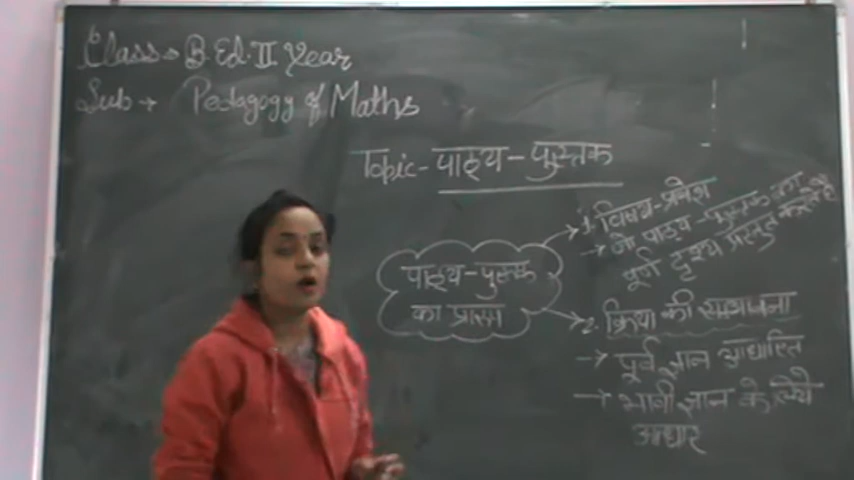 Class → B.Ed. II Year
Sub → Pedagogy of Maths
Topic - पाठ्य - पुस्तक
पाठ्य - पुस्तक
का प्रारूप
1. विषय - प्रवेश
→ जो पाठ्य - पुस्तक का
पूर्ण दृश्य प्रस्तुत करते है
2. क्रिया की
→ पूर्व ज्ञान आधारित
→ भावी ज्ञान के लिये
आधार